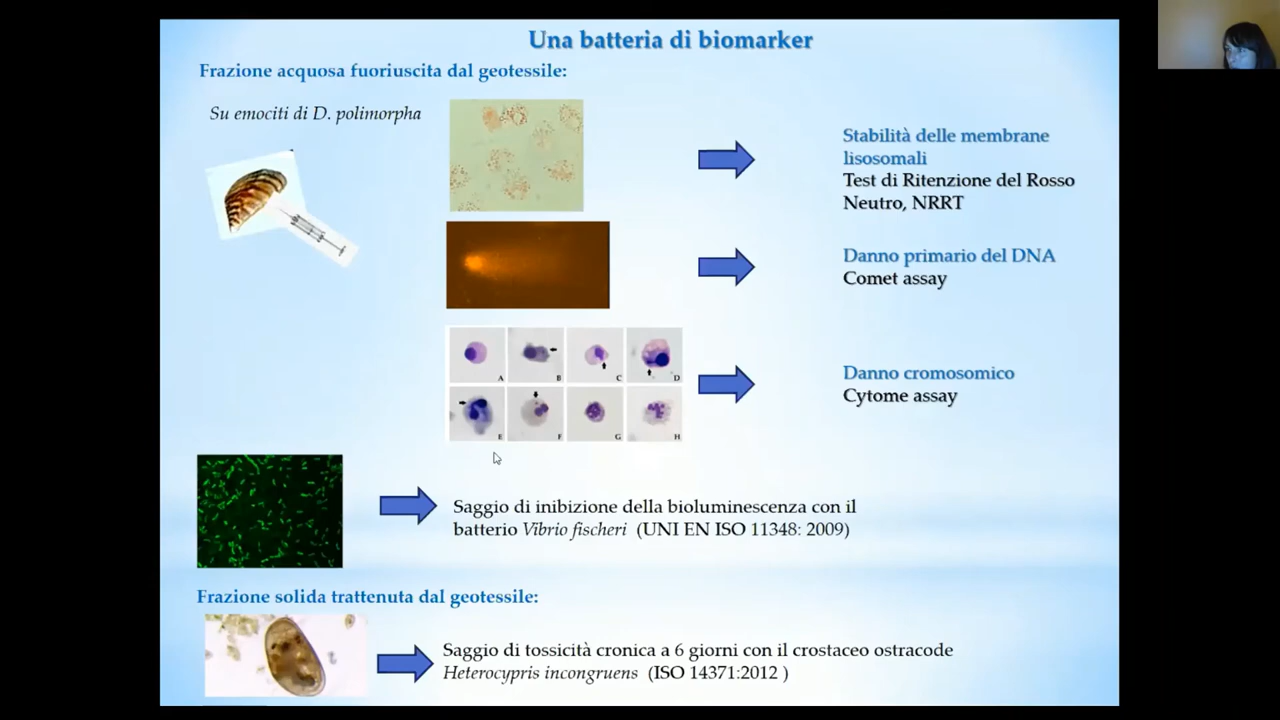 Una batteria di biomarker
Frazione acquosa fuoriuscita dal geotessile:
Su emociti di D. polimorpha
Stabilità delle membrane
lisosomali
Test di Ritenzione del Rosso
Neutro, NRRT
Danno primario del DNA
Comet assay
A
B
C
D
E
F
G
H
Danno cromosomico
Cytome assay
Saggio di inibizione della bioluminescenza con il
batterio Vibrio fischeri (UNI EN ISO 11348: 2009)
Frazione solida trattenuta dal geotessile:
Saggio di tossicità cronica a 6 giorni con il crostaceo ostracode
Heterocypris incongruens (ISO 14371:2012 )